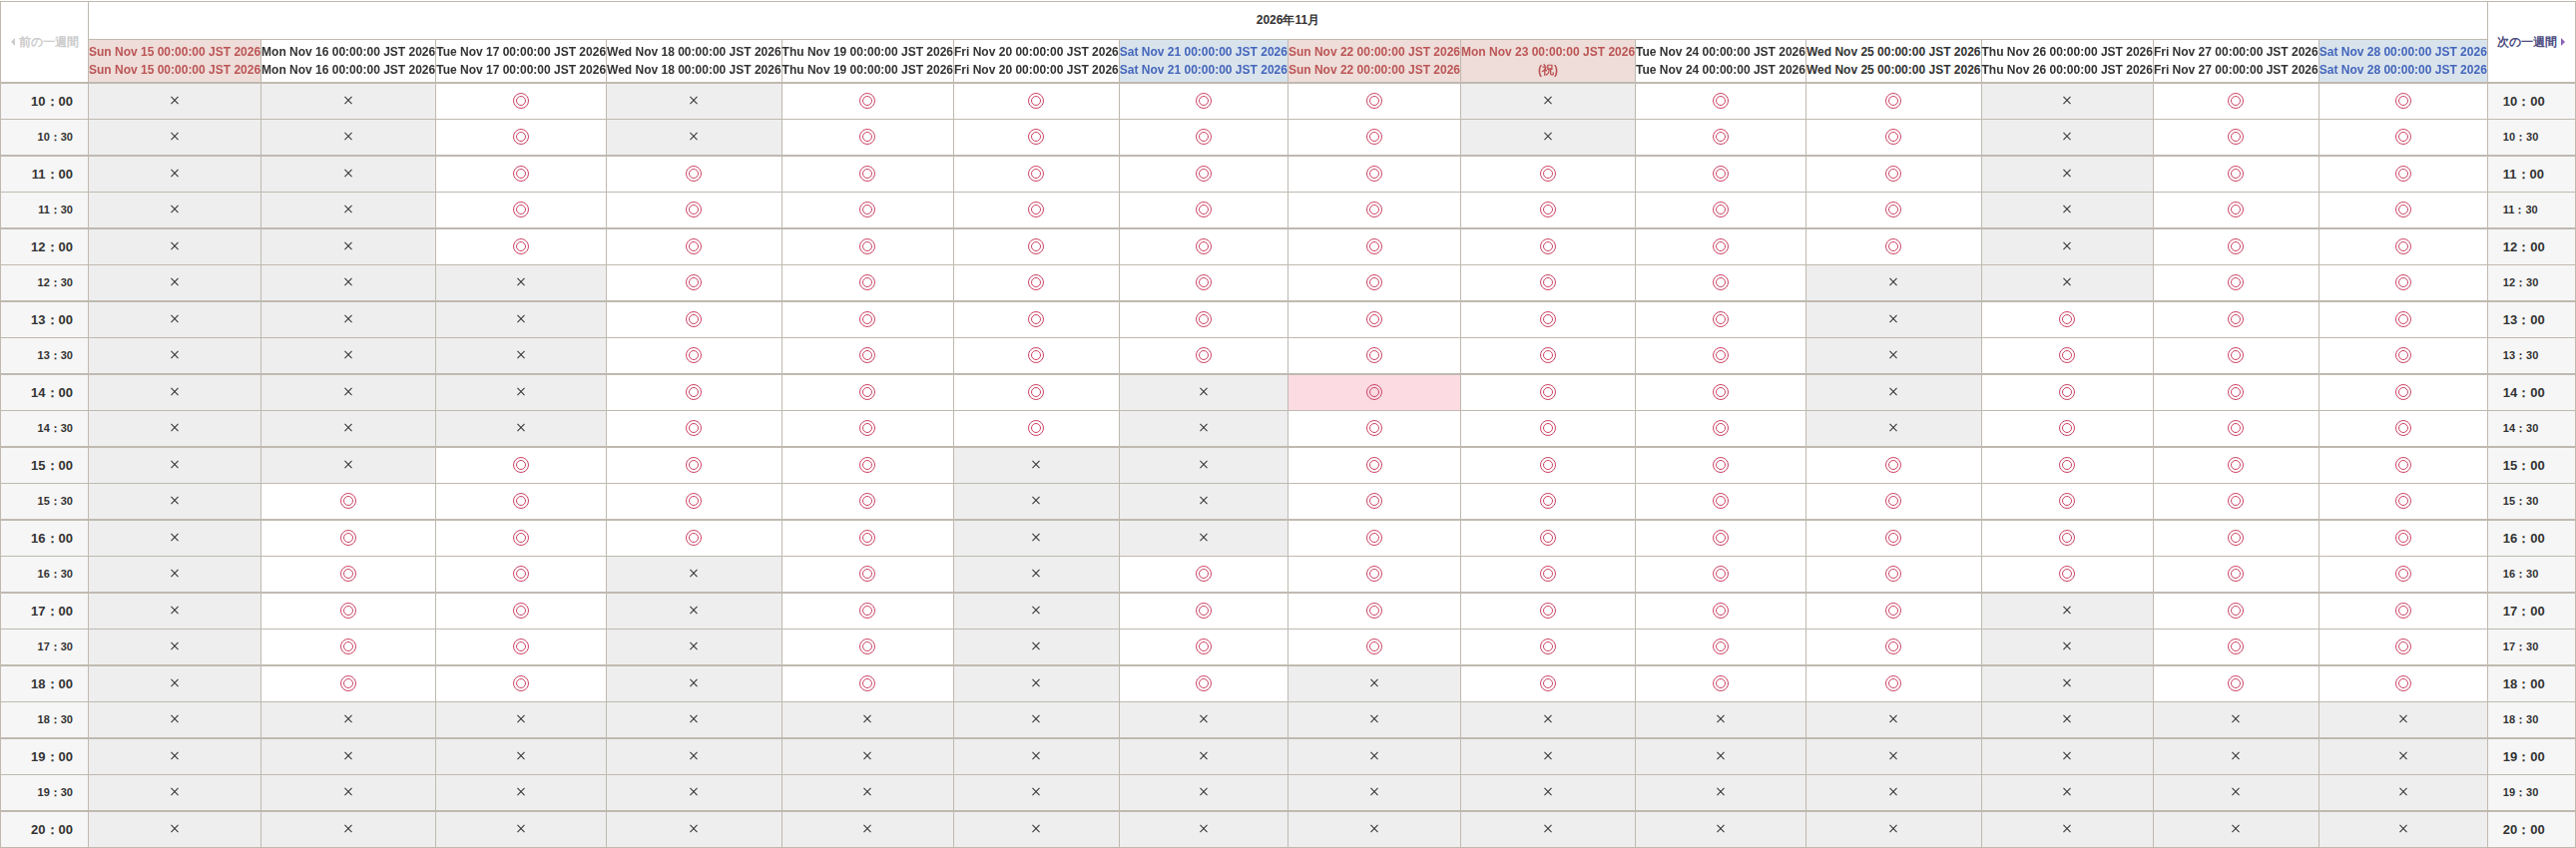 2026年11月
前の一週間
次の一週間
Sun Nov 15 00:00:00 JST 2026 Mon Nov 16 00:00:00 JST 2026 Tue Nov 17 00:00:00 JST 2026 Wed Nov 18 00:00:00 JST 2026 Thu Nov 19 00:00:00 JST 2026 Fri Nov 20 00:00:00 JST 2026 Sat Nov 21 00:00:00 JST 2026 Sun Nov 22 00:00:00 JST 2026 Mon Nov 23 00:00:00 JST 2026 Tue Nov 24 00:00:00 JST 2026 Wed Nov 25 00:00:00 JST 2026 Thu Nov 26 00:00:00 JST 2026 Fri Nov 27 00:00:00 JST 2026 Sat Nov 28 00:00:00 JST 2026
Sun Nov 15 00:00:00 JST 2026 Mon Nov 16 00:00:00 JST 2026 Tue Nov 17 00:00:00 JST 2026 Wed Nov 18 00:00:00 JST 2026 Thu Nov 19 00:00:00 JST 2026 Fri Nov 20 00:00:00 JST 2026 Sat Nov 21 00:00:00 JST 2026 Sun Nov 22 00:00:00 JST 2026 (祝) Tue Nov 24 00:00:00 JST 2026 Wed Nov 25 00:00:00 JST 2026 Thu Nov 26 00:00:00 JST 2026 Fri Nov 27 00:00:00 JST 2026 Sat Nov 28 00:00:00 JST 2026
10：00 × × ◎ × ◎ ◎ ◎ ◎ × ◎ ◎ × ◎ ◎ 10：00
10：30 × × ◎ × ◎ ◎ ◎ ◎ × ◎ ◎ × ◎ ◎ 10：30
11：00 × × ◎ ◎ ◎ ◎ ◎ ◎ ◎ ◎ ◎ × ◎ ◎ 11：00
11：30 × × ◎ ◎ ◎ ◎ ◎ ◎ ◎ ◎ ◎ × ◎ ◎ 11：30
12：00 × × ◎ ◎ ◎ ◎ ◎ ◎ ◎ ◎ ◎ × ◎ ◎ 12：00
12：30 × × × ◎ ◎ ◎ ◎ ◎ ◎ ◎ × × ◎ ◎ 12：30
13：00 × × × ◎ ◎ ◎ ◎ ◎ ◎ ◎ × ◎ ◎ ◎ 13：00
13：30 × × × ◎ ◎ ◎ ◎ ◎ ◎ ◎ × ◎ ◎ ◎ 13：30
14：00 × × × ◎ ◎ ◎ × ◎ ◎ ◎ × ◎ ◎ ◎ 14：00
14：30 × × × ◎ ◎ ◎ × ◎ ◎ ◎ × ◎ ◎ ◎ 14：30
15：00 × × ◎ ◎ ◎ × × ◎ ◎ ◎ ◎ ◎ ◎ ◎ 15：00
15：30 × ◎ ◎ ◎ ◎ × × ◎ ◎ ◎ ◎ ◎ ◎ ◎ 15：30
16：00 × ◎ ◎ ◎ ◎ × × ◎ ◎ ◎ ◎ ◎ ◎ ◎ 16：00
16：30 × ◎ ◎ × ◎ × ◎ ◎ ◎ ◎ ◎ ◎ ◎ ◎ 16：30
17：00 × ◎ ◎ × ◎ × ◎ ◎ ◎ ◎ ◎ × ◎ ◎ 17：00
17：30 × ◎ ◎ × ◎ × ◎ ◎ ◎ ◎ ◎ × ◎ ◎ 17：30
18：00 × ◎ ◎ × ◎ × ◎ × ◎ ◎ ◎ × ◎ ◎ 18：00
18：30 × × × × × × × × × × × × × × 18：30
19：00 × × × × × × × × × × × × × × 19：00
19：30 × × × × × × × × × × × × × × 19：30
20：00 × × × × × × × × × × × × × × 20：00